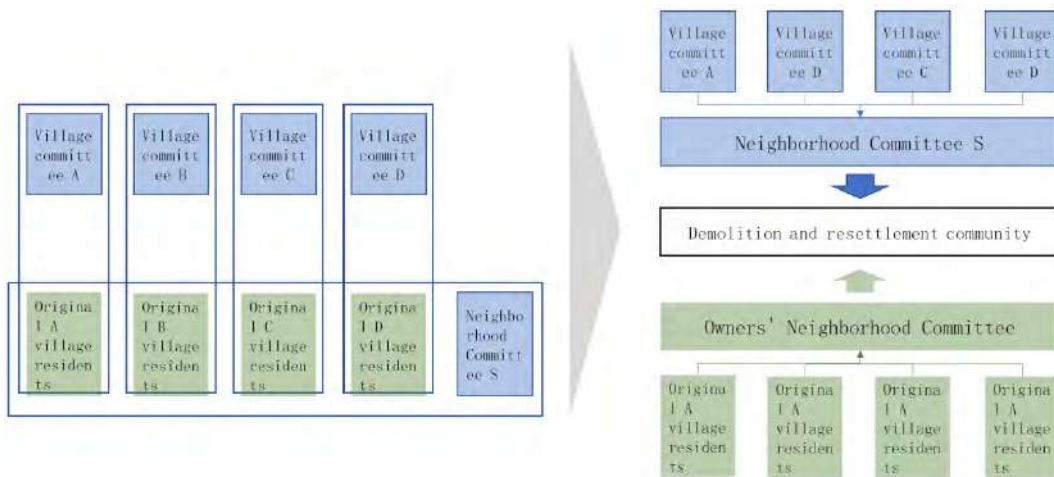 Village
committ
ee A
Village
committ
ee B
Village
committ
ee C
Village
committ
ee D
Origina
l A
village
residen
ts
Origina
l B
village
residen
ts
Origina
l C
village
residen
ts
Origina
l D
village
residen
ts
Neighbo
rhood
Committ
ee S
Village
committ
ee A
Village
committ
ee D
Village
committ
ee C
Village
committ
ee D
Neighborhood Committee S
Demolition and resettlement community
Owners' Neighborhood Committee
Origina
l A
village
residen
ts
Origina
l A
village
residen
ts
Origina
l A
village
residen
ts
Origina
l A
village
residen
ts